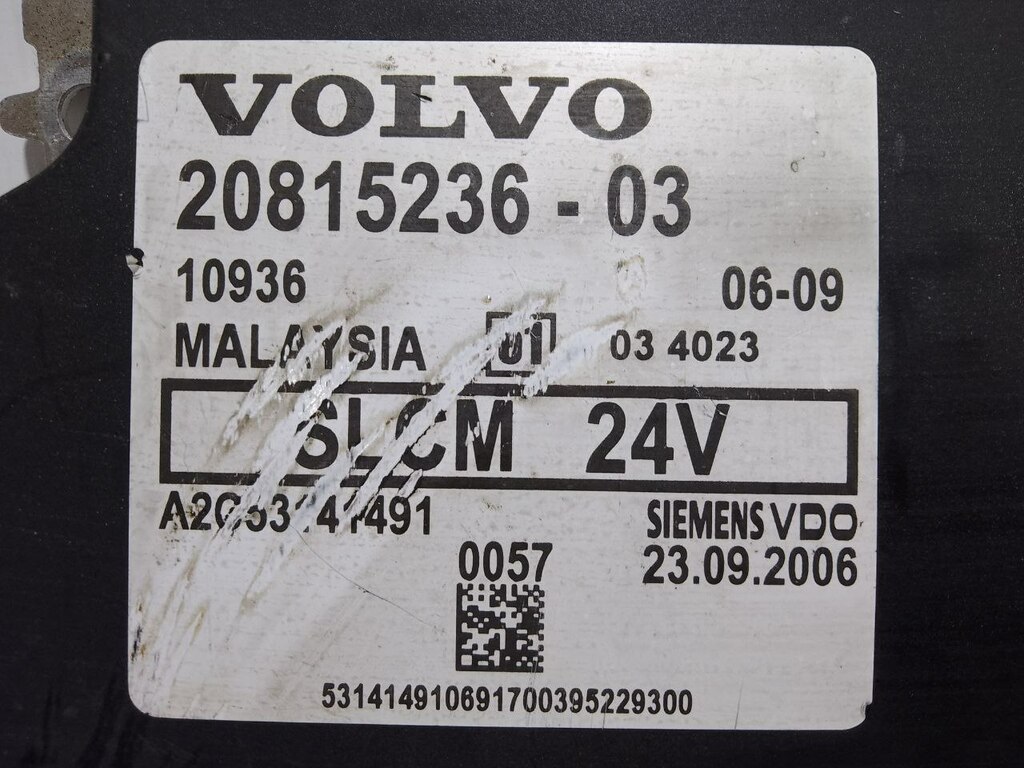 VOLVO
20815236 - 03
10936 06-09
MALAYSIA 01 03 4023
SLCM 24V
A2C53141491 SIEMENS VDO
0057 23.09.2006
531414910691700395229300